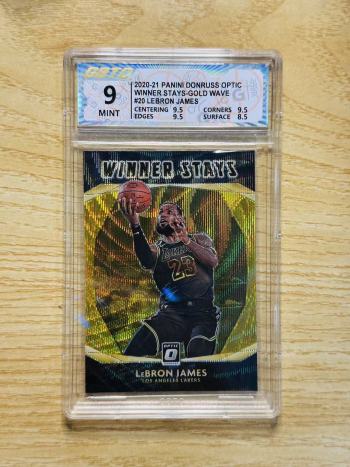 9
MINT
2020-21 PANINI DONRUSS OPTIC
WINNER STAYS-GOLD WAVE
#20 LEBRON JAMES
CENTERING 9.5 CORNERS 9.5
EDGES 9.5 SURFACE 8.5
WINNER STAYS
23
OPTIC
LeBRON JAMES
LOS ANGELES LAKERS